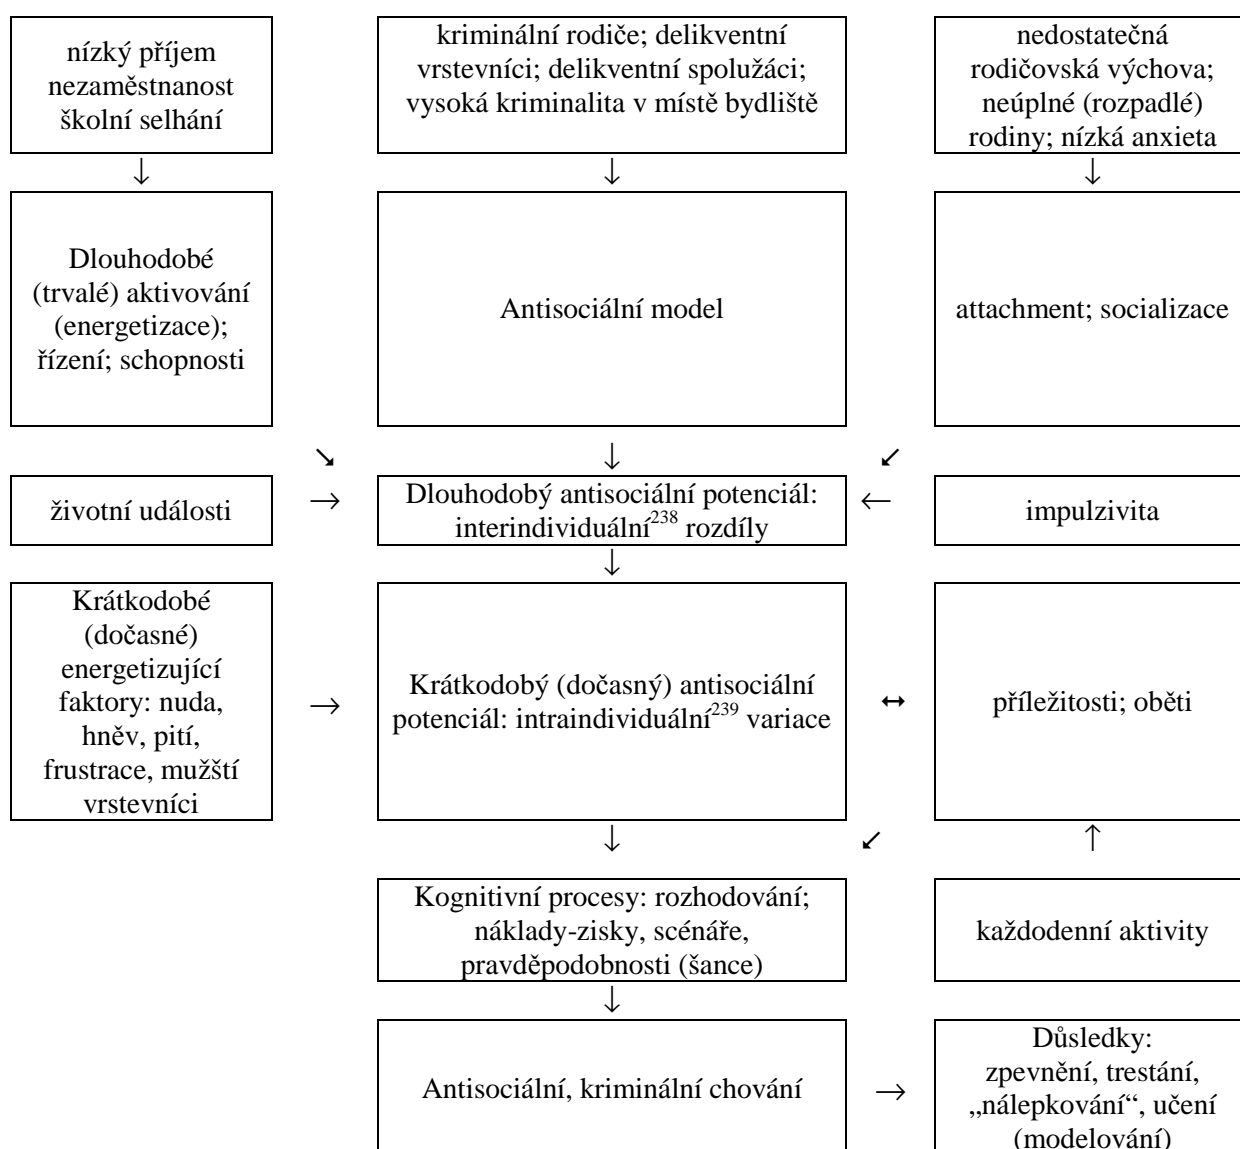 nízký příjem
nezaměstnanost
školní selhání
kriminální rodiče; delikventní
vrstevníci; delikventní spolužáci;
vysoká kriminalita v místě bydliště
nedostatečná
rodičovská výchova;
neúplné (rozpadlé)
rodiny; nízká anxieta
↓ ↓ ↓
Dlouhodobé
(trvalé) aktivování
(energetizace);
řízení; schopnosti
Antisociální model
attachment; socializace
↘ ↓ ↙
životní události
→
Dlouhodobý antisociální potenciál:
interindividuální238 rozdíly
←
impulzivita
↓
Krátkodobé
(dočasné)
energetizující
faktory: nuda,
hněv, pití,
frustrace, mužští
vrstevníci
→
Krátkodobý (dočasný) antisociální
potenciál: intraindividuální239 variace
↔
příležitosti; oběti
↓ ↙ ↑
Kognitivní procesy: rozhodování;
náklady-zisky, scénáře,
pravděpodobnosti (šance)
každodenní aktivity
↓
Antisociální, kriminální chování
→
Důsledky:
zpevnění, trestání,
„nálepkování“, učení
(modelování)